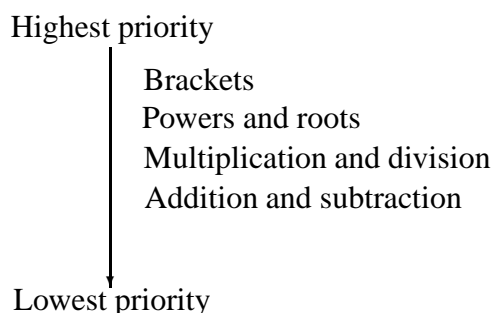 Highest priority
Brackets
Powers and roots
Multiplication and division
Addition and subtraction
Lowest priority